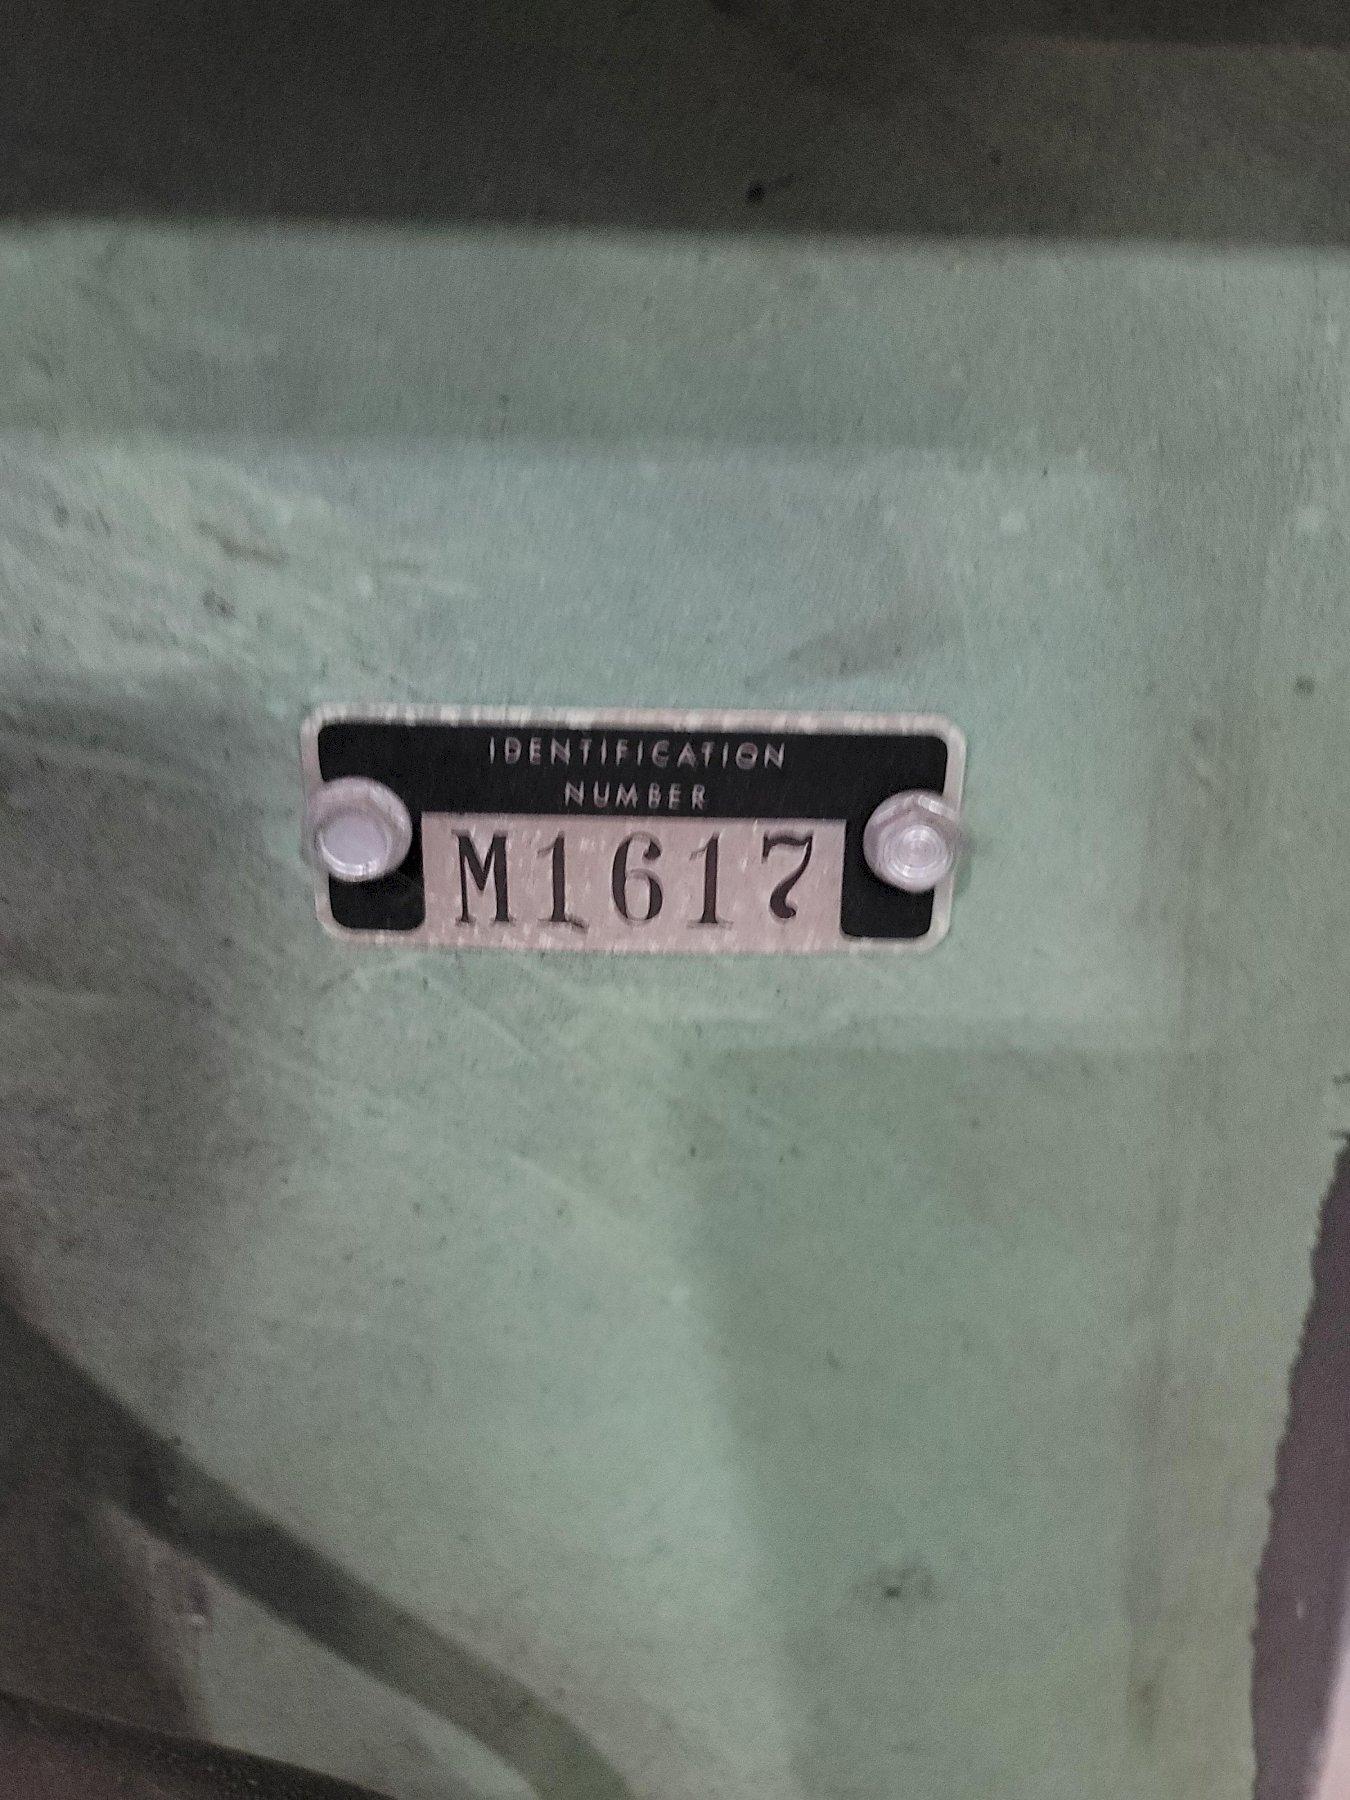 IDENTIFICATION
NUMBER
M1617